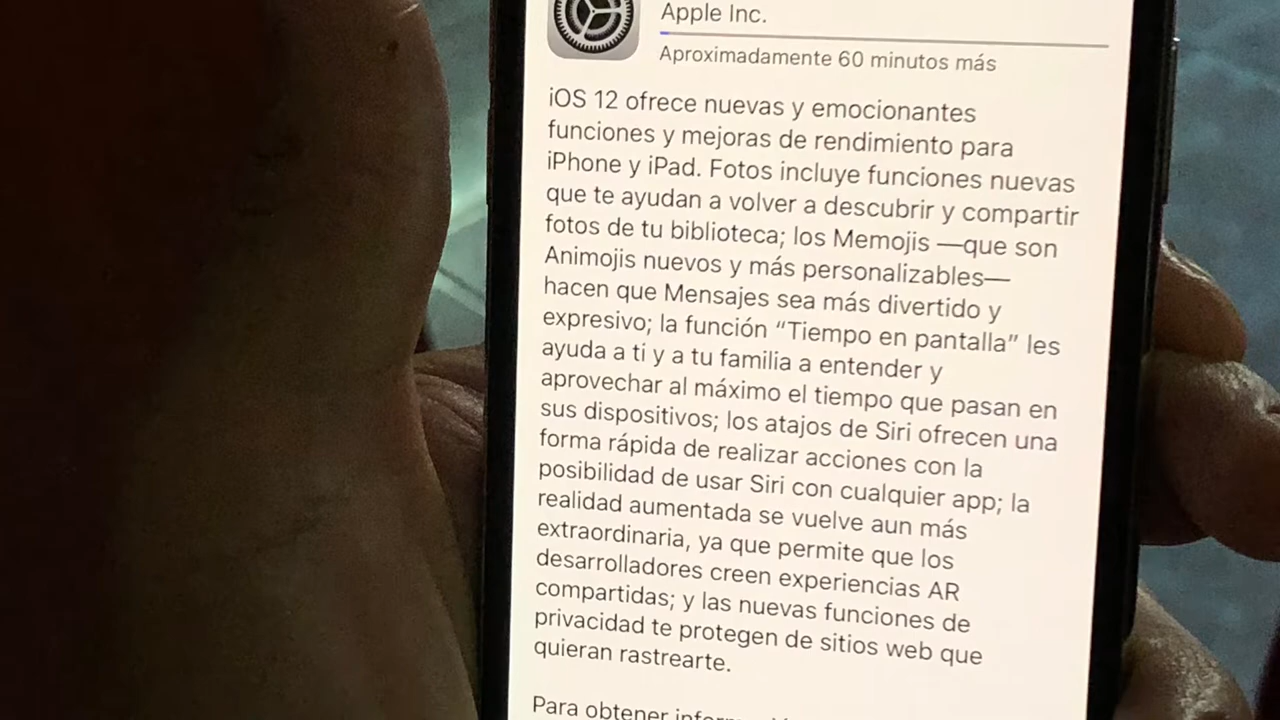 Apple Inc.
Aproximadamente 60 minutos más
iOS 12 ofrece nuevas y emocionantes
funciones y mejoras de rendimiento para
iPhone y iPad. Fotos incluye funciones nuevas
que te ayudan a volver a descubrir y compartir
fotos de tu biblioteca; los Memojis —que son
Animojis nuevos y más personalizables—
hacen que Mensajes sea más divertido y
expresivo; la función “Tiempo en pantalla” les
ayuda a ti y a tu familia a entender y
aprovechar al máximo el tiempo que pasan en
sus dispositivos; los atajos de Siri ofrecen una
forma rápida de realizar acciones con la
posibilidad de usar Siri con cualquier app; la
realidad aumentada se vuelve aun más
extraordinaria, ya que permite que los
desarrolladores creen experiencias AR
compartidas; y las nuevas funciones de
privacidad te protegen de sitios web que
quieran rastrearte.
Para obtener